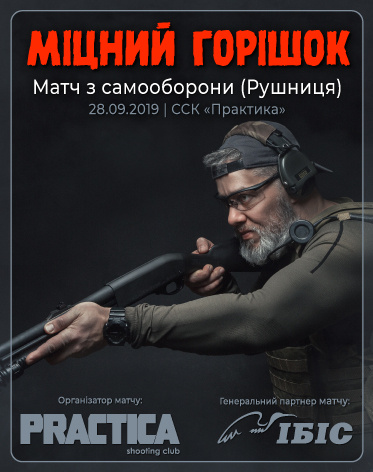 МІЦНИЙ ГОРІШОК
Матч з самооборони (Рушниця)
28.09.2019 | ССК «Практика»
Організатор матчу:
Генеральний партнер матчу:
PRACTICA
ІБІС
shooting club